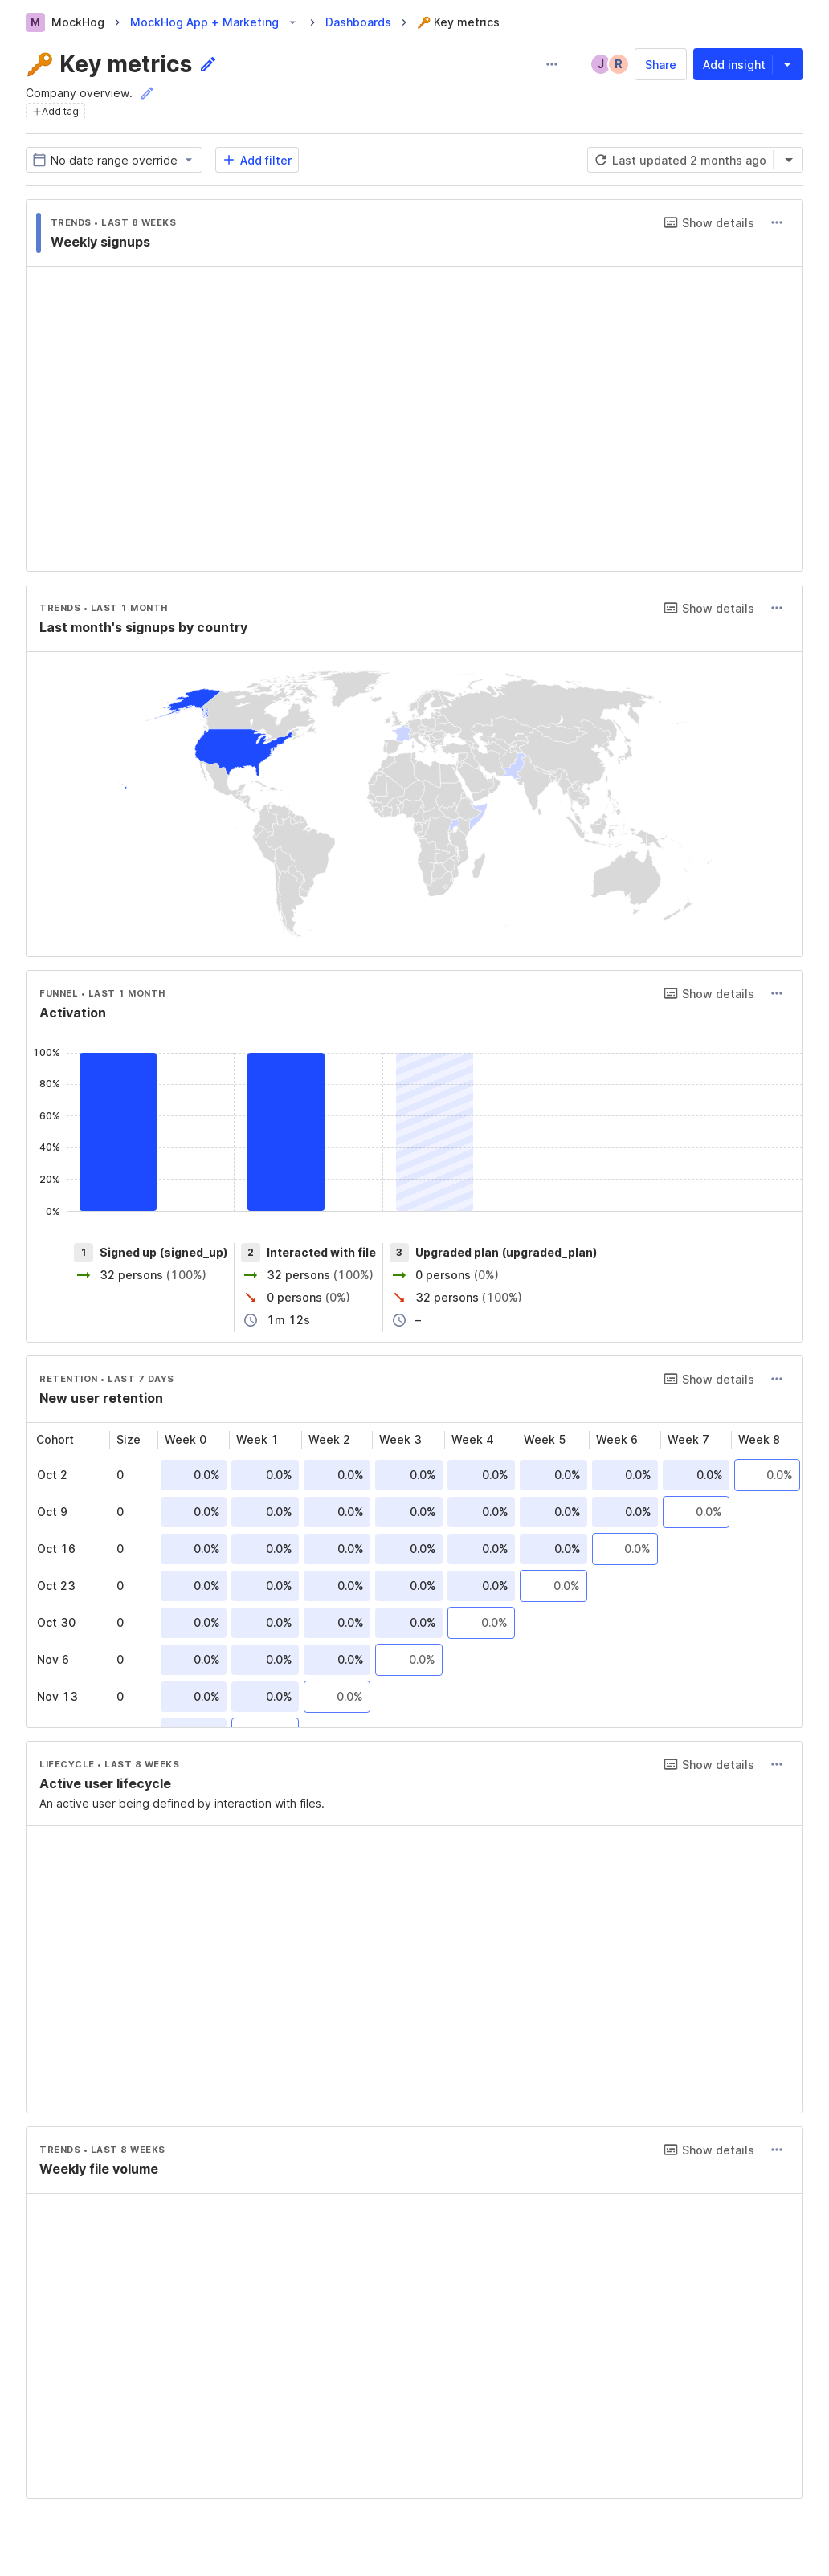 M MockHog > MockHog App + Marketing > Dashboards > 🔑 Key metrics
🔑 Key metrics
J R Share Add insight
Company overview.
+Add tag
No date range override + Add filter Last updated 2 months ago
TRENDS • LAST 8 WEEKS Show details
Weekly signups
TRENDS • LAST 1 MONTH Show details
Last month's signups by country
FUNNEL • LAST 1 MONTH Show details
Activation
100%
80%
60%
40%
20%
0%
1 Signed up (signed_up) 2 Interacted with file 3 Upgraded plan (upgraded_plan)
32 persons (100%) 32 persons (100%) 0 persons (0%)
0 persons (0%) 32 persons (100%)
1m 12s –
RETENTION • LAST 7 DAYS Show details
New user retention
Cohort Size Week 0 Week 1 Week 2 Week 3 Week 4 Week 5 Week 6 Week 7 Week 8
Oct 2 0 0.0% 0.0% 0.0% 0.0% 0.0% 0.0% 0.0% 0.0% 0.0%
Oct 9 0 0.0% 0.0% 0.0% 0.0% 0.0% 0.0% 0.0% 0.0%
Oct 16 0 0.0% 0.0% 0.0% 0.0% 0.0% 0.0% 0.0%
Oct 23 0 0.0% 0.0% 0.0% 0.0% 0.0% 0.0%
Oct 30 0 0.0% 0.0% 0.0% 0.0% 0.0%
Nov 6 0 0.0% 0.0% 0.0% 0.0%
Nov 13 0 0.0% 0.0% 0.0%
LIFECYCLE • LAST 8 WEEKS Show details
Active user lifecycle
An active user being defined by interaction with files.
TRENDS • LAST 8 WEEKS Show details
Weekly file volume